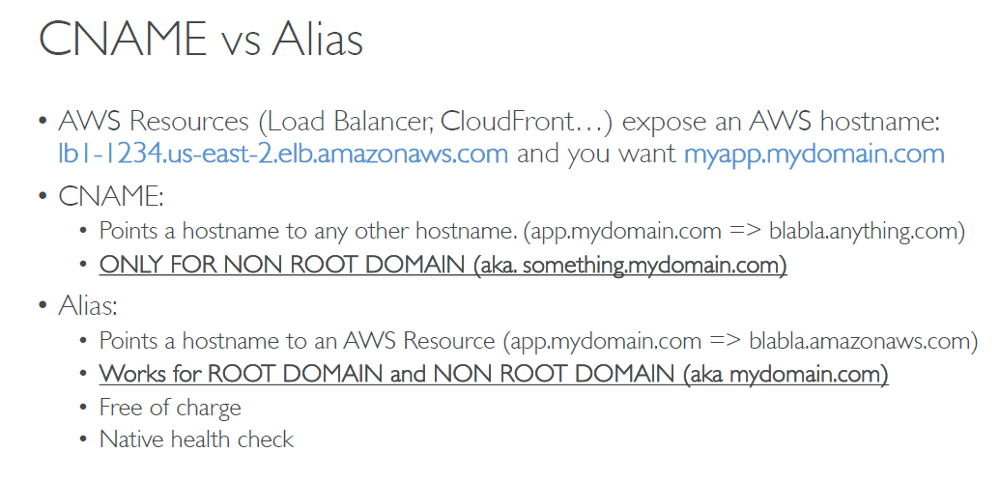 CNAME vs Alias
• AWS Resources (Load Balancer, CloudFront…) expose an AWS hostname:
lb1-1234.us-east-2.elb.amazonaws.com and you want myapp.mydomain.com
• CNAME:
• Points a hostname to any other hostname. (app.mydomain.com => blabla.anything.com)
• ONLY FOR NON ROOT DOMAIN (aka. something.mydomain.com)
• Alias:
• Points a hostname to an AWS Resource (app.mydomain.com => blabla.amazonaws.com)
• Works for ROOT DOMAIN and NON ROOT DOMAIN (aka mydomain.com)
• Free of charge
• Native health check